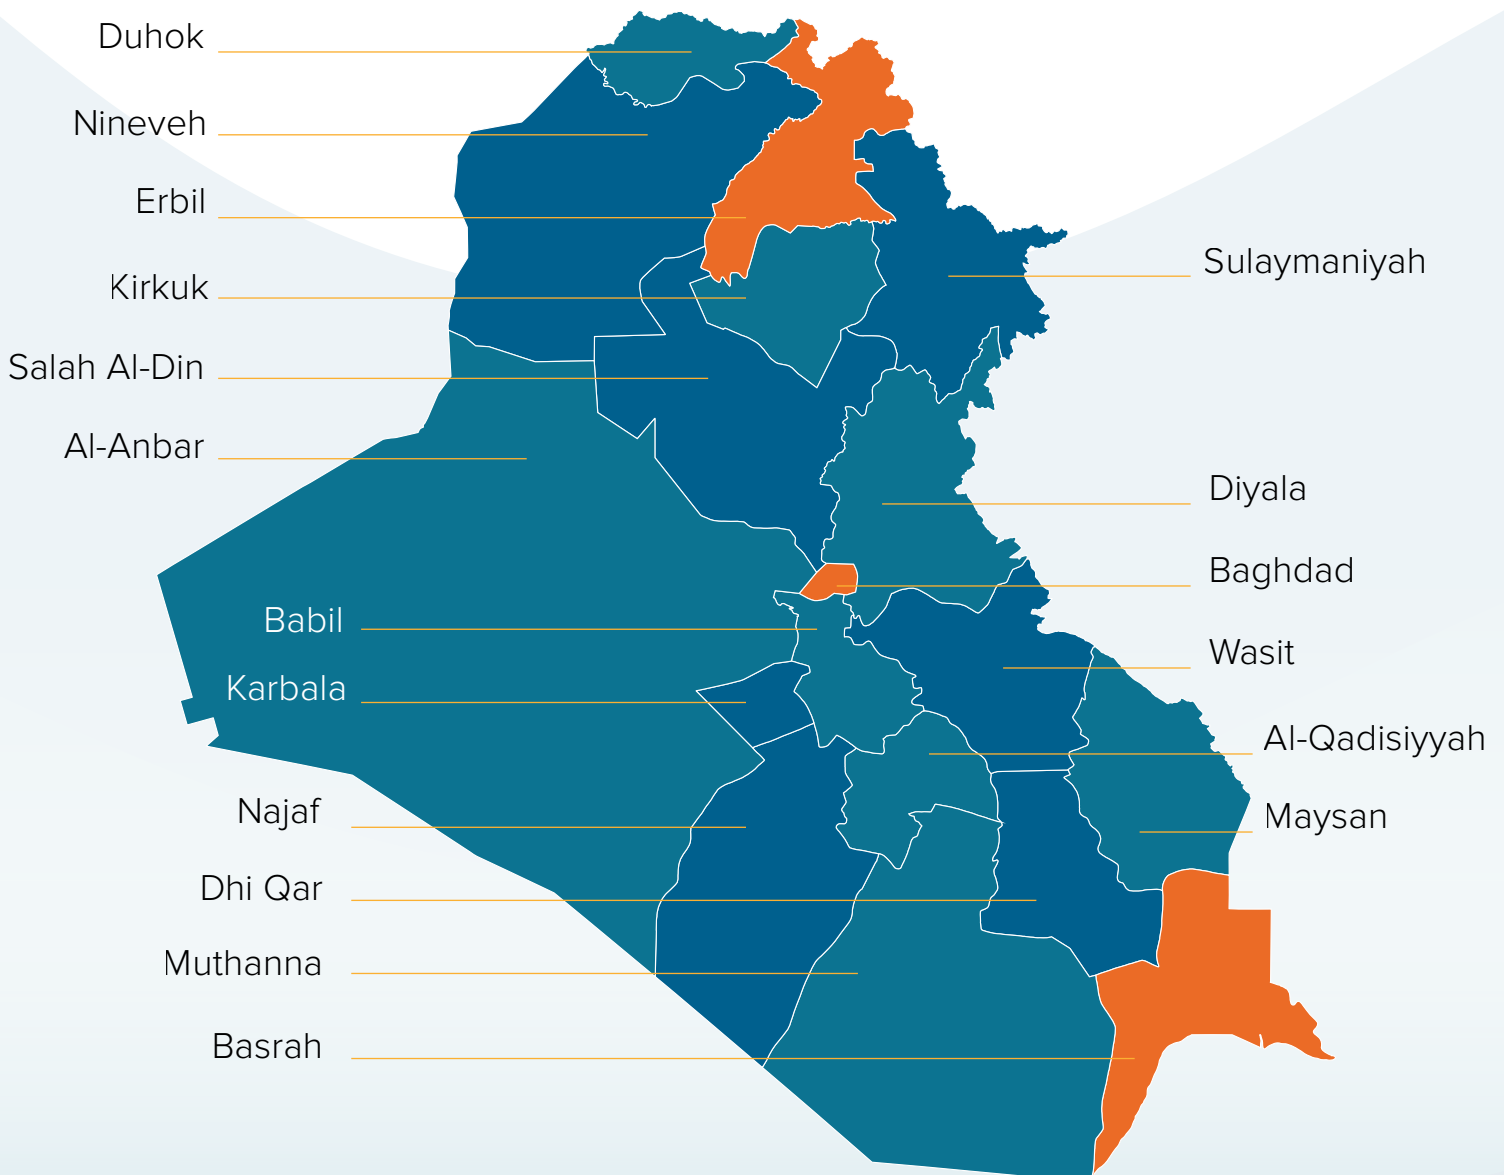 Duhok
Nineveh
Erbil
Kirkuk
Salah Al-Din
Al-Anbar
Babil
Karbala
Najaf
Dhi Qar
Muthanna
Basrah
Sulaymaniyah
Diyala
Baghdad
Wasit
Al-Qadisiyyah
Maysan